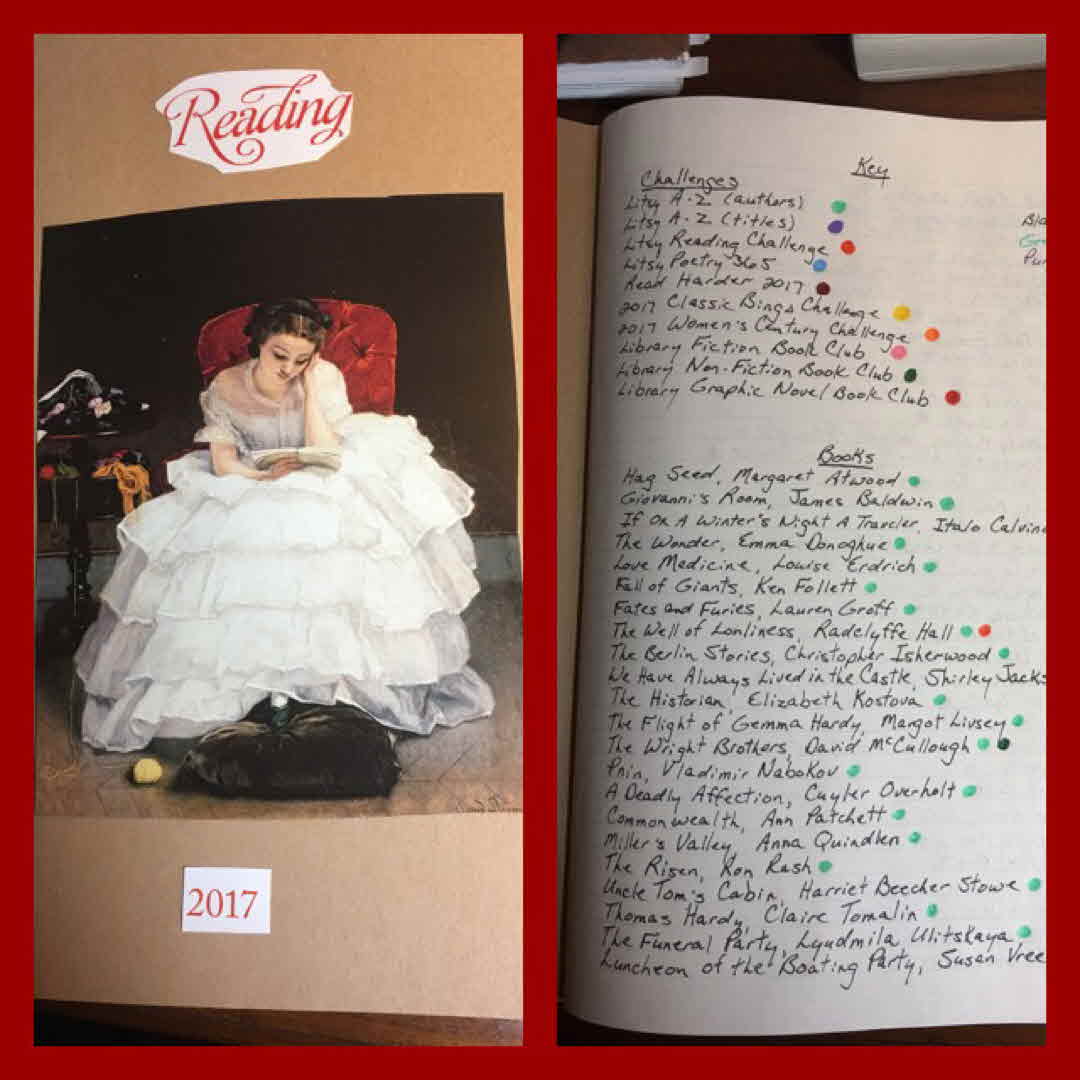 Reading
2017
Key
Challenges
Litsy A-Z (authors)
Litsy A-Z (titles)
Litsy Reading Challenge
Litsy Poetry 365
Read Harder 2017
2017 Classic Bingo Challenge
2017 Women's Century Challenge
Library Fiction Book Club
Library Non-Fiction Book Club
Library Graphic Novel Book Club
Books
Hag Seed, Margaret Atwood
Giovanni's Room, James Baldwin
If On A Winter's Night A Traveler, Italo Calvino
The Wonder, Emma Donoghue
Love Medicine, Louise Erdrich
Fall of Giants, Ken Follett
Fates and Furies, Lauren Groff
The Well of Lonliness, Radclyffe Hall
The Berlin Stories, Christopher Isherwood
We Have Always Lived in the Castle, Shirley Jacks
The Historian, Elizabeth Kostova
The Flight of Gemma Hardy, Margot Livsey
The Wright Brothers, David McCullough
Pnin, Vladimir Nabokov
A Deadly Affection, Cuyler Overholt
Commonwealth, Ann Patchett
Miller's Valley, Anna Quindlen
The Risen, Ron Rash
Uncle Tom's Cabin, Harriet Beecher Stowe
Thomas Hardy, Claire Tomalin
The Funeral Party, Lyudmila Ulitskaya
Luncheon of the Boating Party, Susan Vree